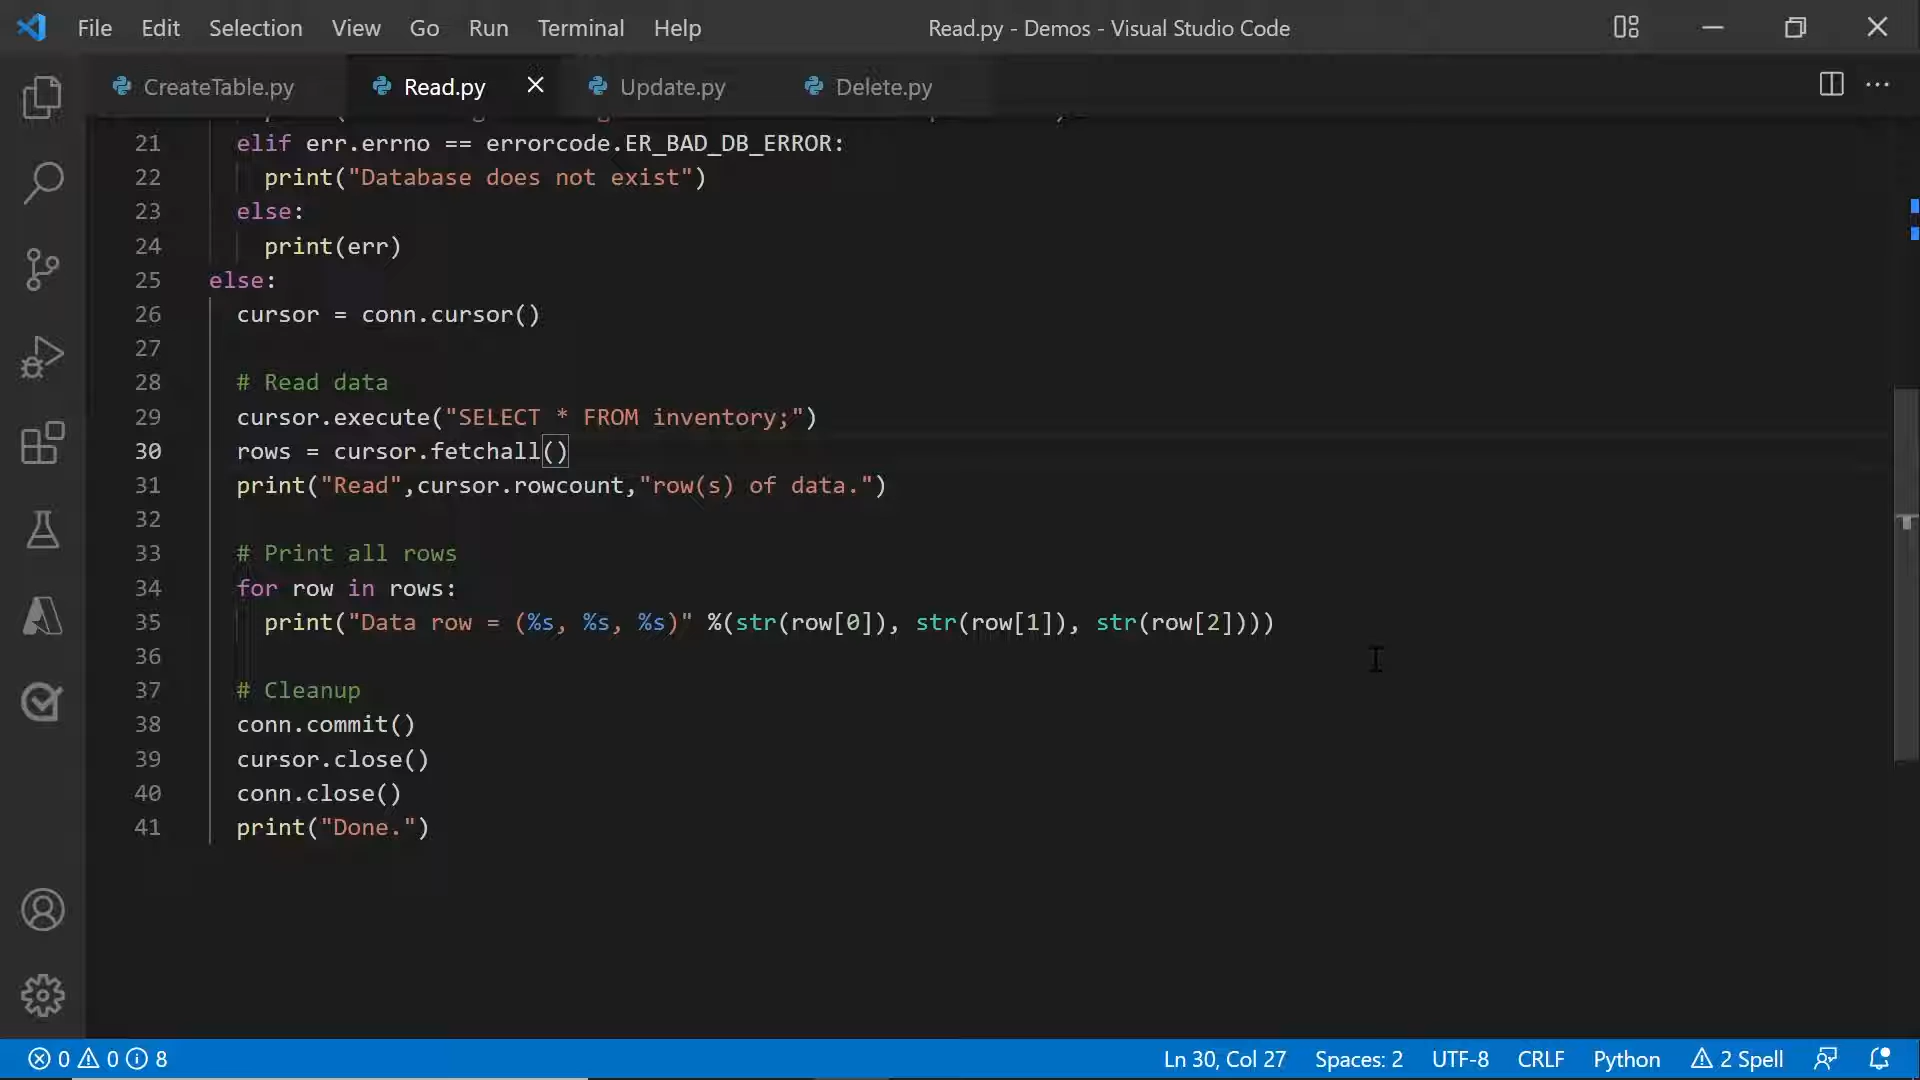 File Edit Selection View Go Run Terminal Help Read.py - Demos - Visual Studio Code
CreateTable.py Read.py Update.py Delete.py
21 elif err.errno == errorcode.ER_BAD_DB_ERROR:
22 print("Database does not exist")
23 else:
24 print(err)
25 else:
26 cursor = conn.cursor()
27
28 # Read data
29 cursor.execute("SELECT * FROM inventory;")
30 rows = cursor.fetchall()
31 print("Read",cursor.rowcount,"row(s) of data.")
32
33 # Print all rows
34 for row in rows:
35 print("Data row = (%s, %s, %s)" %(str(row[0]), str(row[1]), str(row[2])))
36
37 # Cleanup
38 conn.commit()
39 cursor.close()
40 conn.close()
41 print("Done.")
0 0 8 Ln 30, Col 27 Spaces: 2 UTF-8 CRLF Python 2 Spell